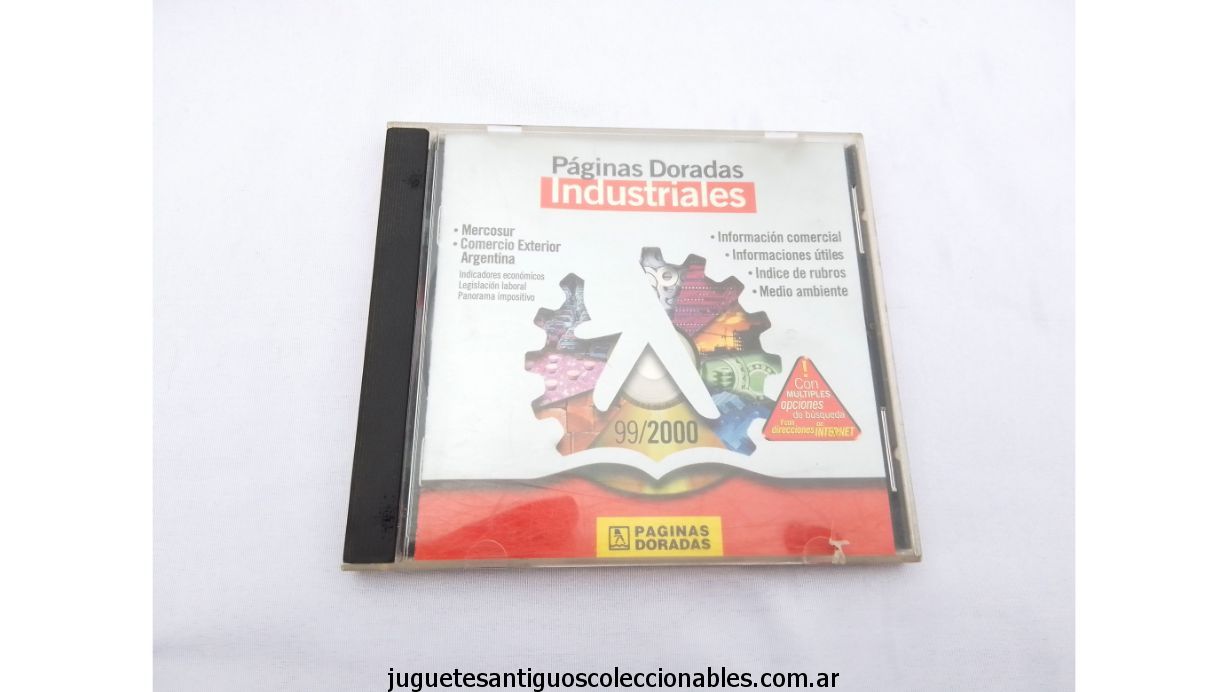 Páginas Doradas
Industriales
• Mercosur
• Comercio Exterior
Argentina
Indicadores económicos
Legislación laboral
Panorama impositivo
• Información comercial
• Informaciones útiles
• Indice de rubros
• Medio ambiente
!
Con
MÚLTIPLES
opciones
de búsqueda
Y con
direcciones de INTERNET
99/2000
PAGINAS
DORADAS
juguetesantiguoscoleccionables.com.ar